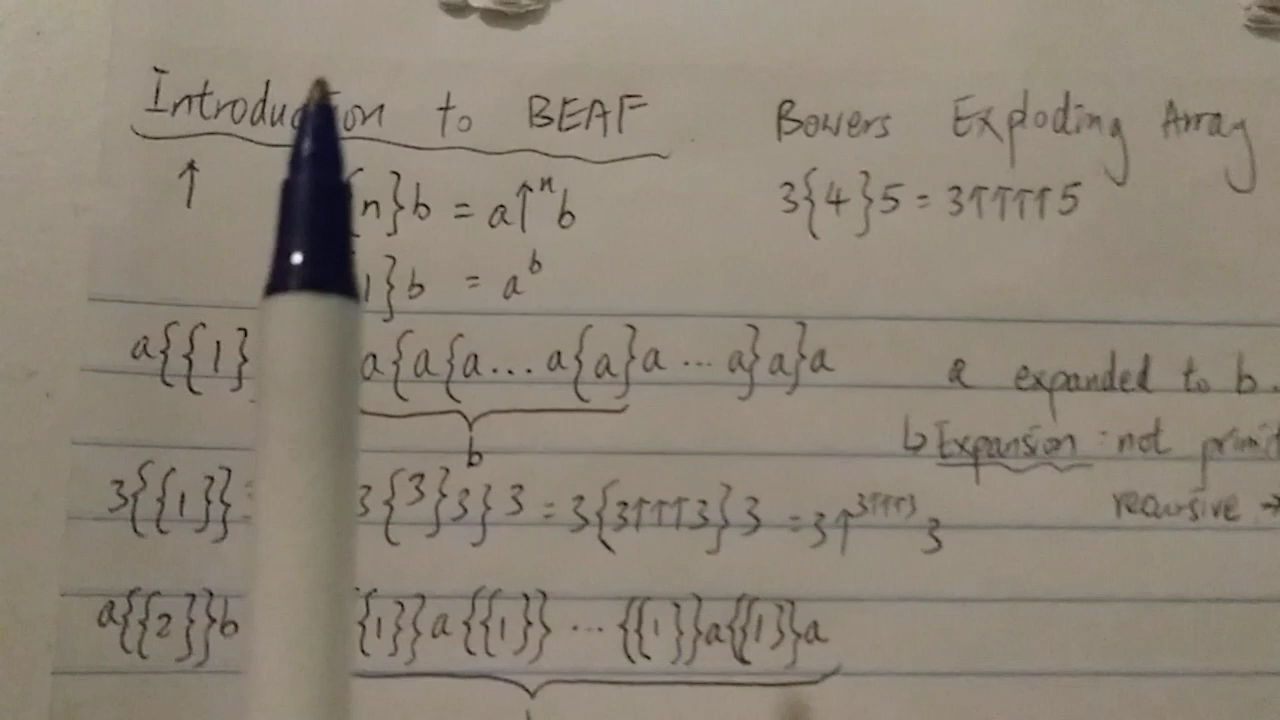 Introduction to BEAF Bowers Exploding Array
↑ {n}b = a↑ⁿb 3{4}5 = 3↑↑↑↑5
1}b = aᵇ
a{{1} a{a{a...a{a}a...a}a}a a expanded to b.
b Expansion: not
3{{1}} 3{3}3}3 = 3{3↑↑↑3}3 = 3↑^3↑↑↑3 3 recursive →
a{{2}}b {1}}a{{1}}...{{1}}a{{1}}a